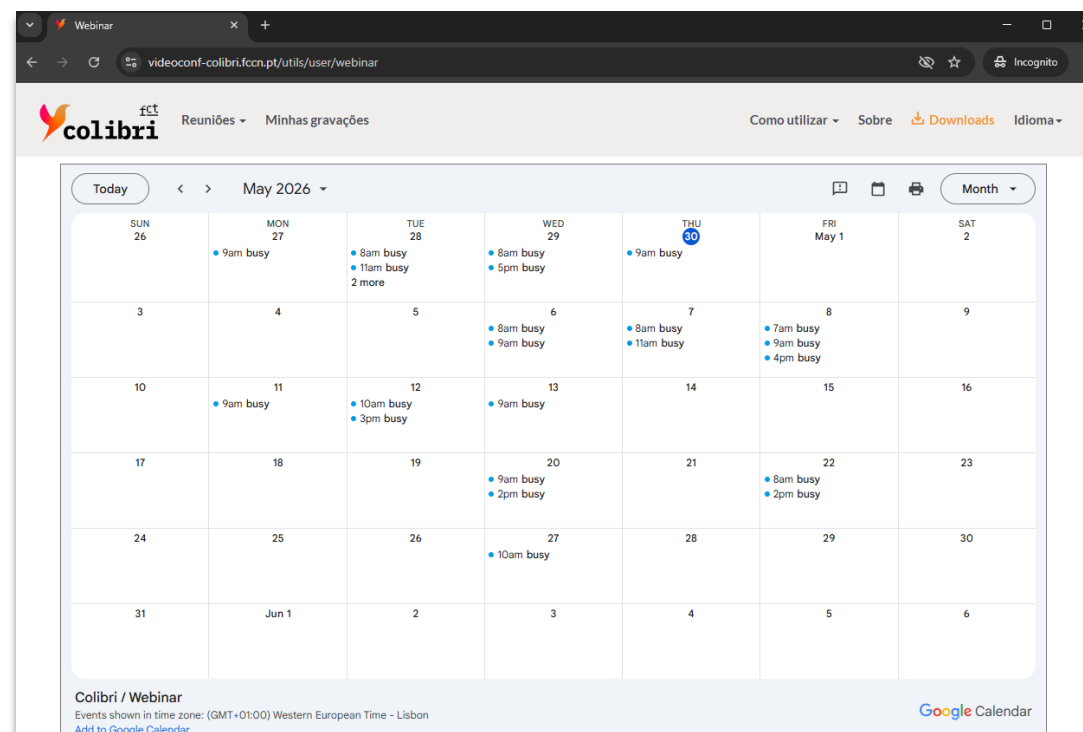 Webinar
videoconf-colibri.fccn.pt/utils/user/webinar
Incognito
fct
colibri
Reuniões
Minhas gravações
Como utilizar
Sobre
Downloads
Idioma
Today
May 2026
Month
SUN MON TUE WED THU FRI SAT
26 27 28 29 30 May 1 2
9am busy 8am busy 8am busy 9am busy
11am busy 5pm busy
2 more
3 4 5 6 7 8 9
8am busy 8am busy 7am busy
9am busy 11am busy 9am busy
4pm busy
10 11 12 13 14 15 16
9am busy 10am busy 9am busy
3pm busy
17 18 19 20 21 22 23
9am busy 8am busy
2pm busy 2pm busy
24 25 26 27 28 29 30
10am busy
31 Jun 1 2 3 4 5 6
Colibri / Webinar
Events shown in time zone: (GMT+01:00) Western European Time - Lisbon
Add to Google Calendar
Google Calendar